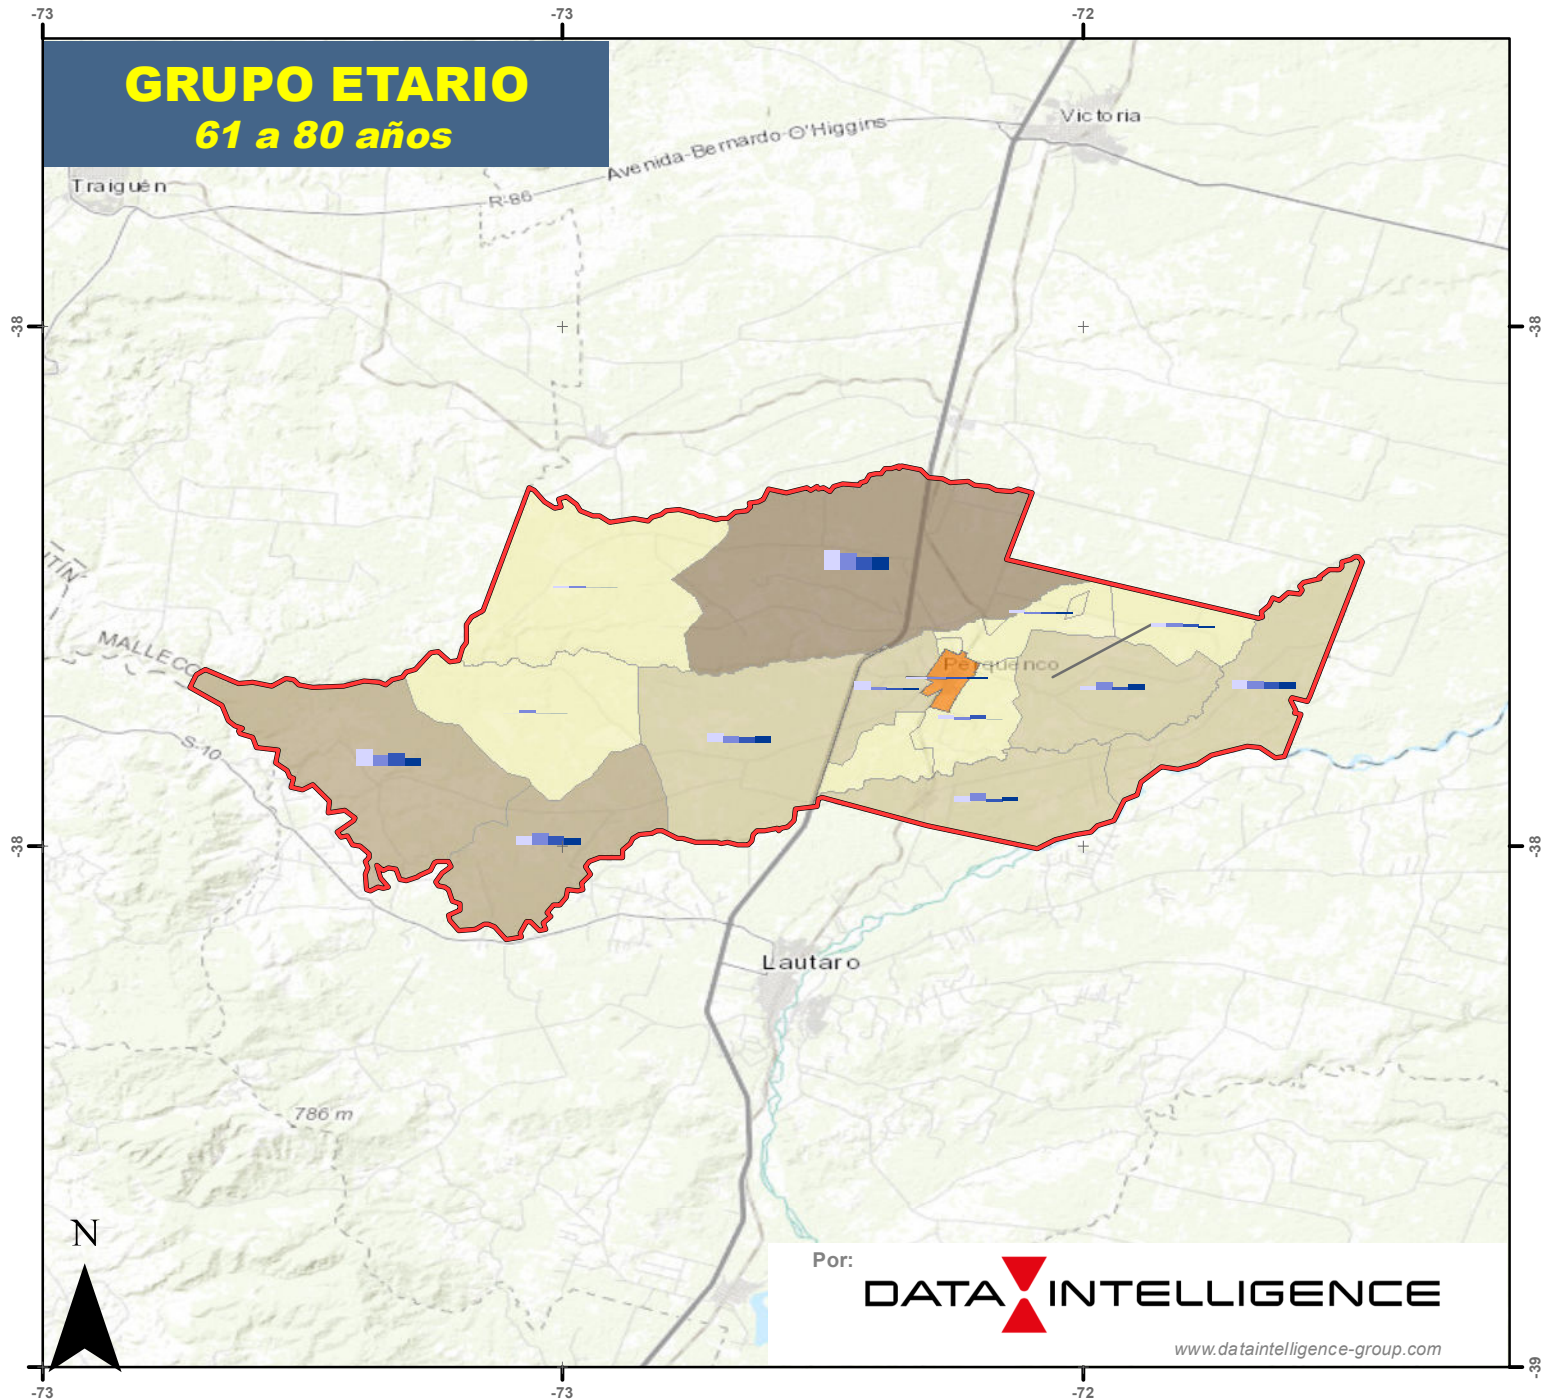 -73
-73
-72
GRUPO ETARIO
61 a 80 años
Victoria
Avenida-Bernardo-O'Higgins
Traiguén
R-86
-38
-38
MALLECO
Perquenco
S-10
-38
-38
Lautaro
786 m
N
Por:
DATA INTELLIGENCE
www.dataintelligence-group.com
-39
-73
-73
-72